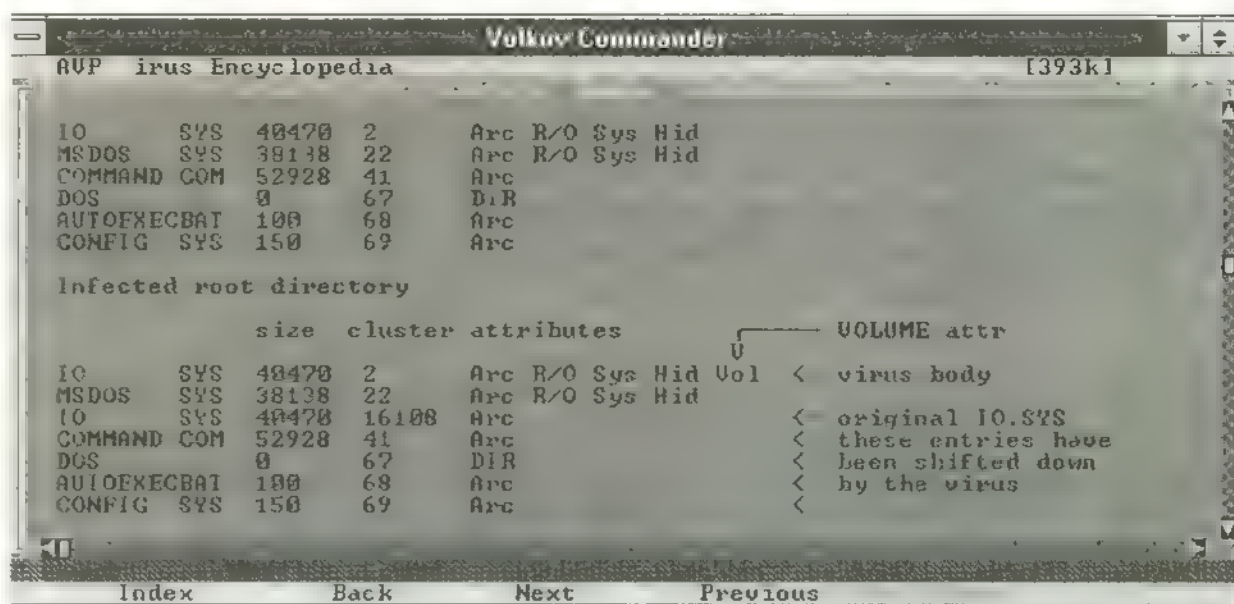 Volkov Commander
AVP irus Encyclopedia [393k]
IO SYS 40470 2 Arc R/O Sys Hid
MSDOS SYS 38138 22 Arc R/O Sys Hid
COMMAND COM 52928 41 Arc
DOS 0 67 DiR
AUTOEXECBAT 100 68 Arc
CONFIG SYS 150 69 Arc
Infected root directory
size cluster attributes VOLUME attr
V
IO SYS 40470 2 Arc R/O Sys Hid Vol < virus body
MSDOS SYS 38138 22 Arc R/O Sys Hid
IO SYS 40470 16108 Arc <- original IO.SYS
COMMAND COM 52928 41 Arc < these entries have
DOS 0 67 DIR < been shifted down
AUTOEXECBAT 100 68 Arc < by the virus
CONFIG SYS 150 69 Arc <
Index Back Next Previous